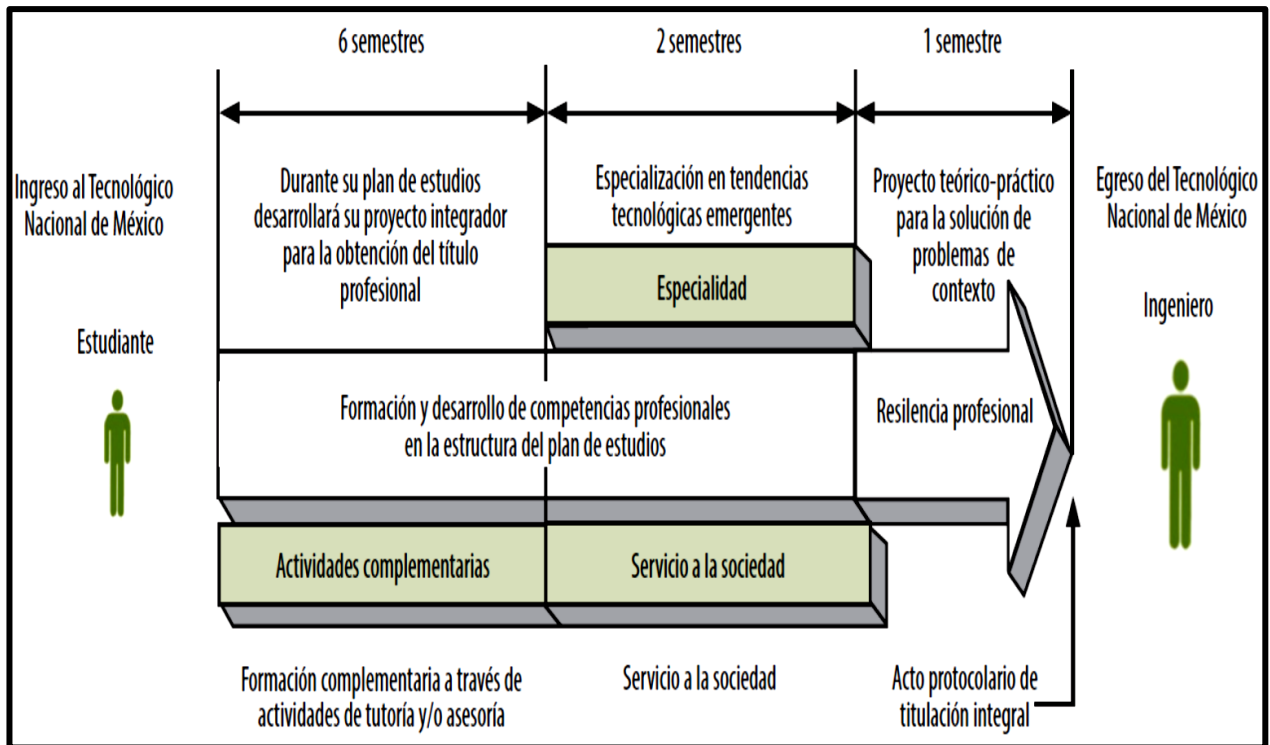 6 semestres
2 semestres
1 semestre
Ingreso al Tecnológico
Nacional de México
Estudiante
Durante su plan de estudios
desarrollará su proyecto integrador
para la obtención del título
profesional
Especialización en tendencias
tecnológicas emergentes
Especialidad
Proyecto teórico-práctico
para la solución de
problemas de
contexto
Egreso del Tecnológico
Nacional de México
Ingeniero
Formación y desarrollo de competencias profesionales
en la estructura del plan de estudios
Resilencia profesional
Actividades complementarias
Servicio a la sociedad
Formación complementaria a través de
actividades de tutoría y/o asesoría
Servicio a la sociedad
Acto protocolario de
titulación integral